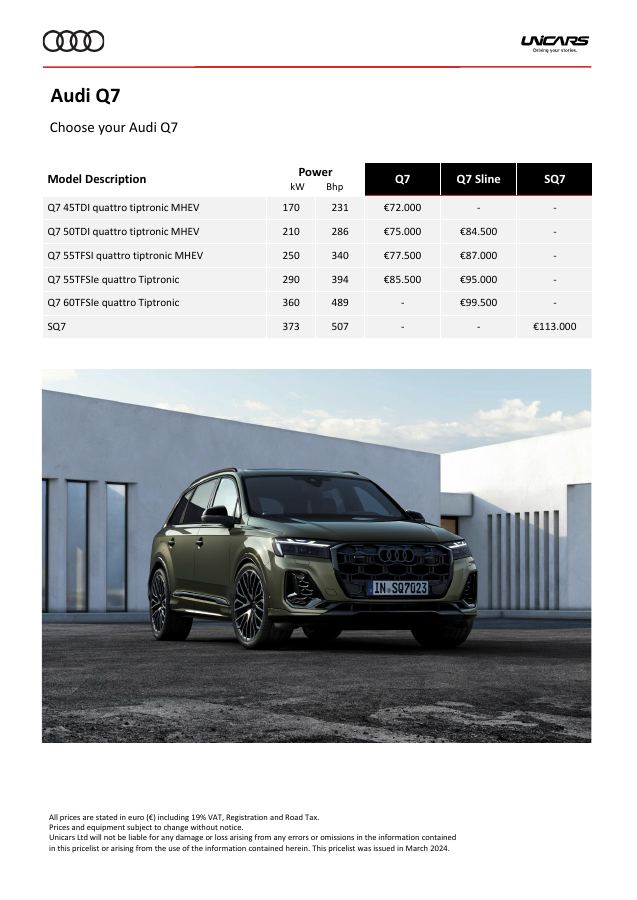 UNICARS
Driving your stories.
Audi Q7
Choose your Audi Q7
Model Description Power Q7 Q7 Sline SQ7
kW Bhp
Q7 45TDI quattro tiptronic MHEV 170 231 €72.000 - -
Q7 50TDI quattro tiptronic MHEV 210 286 €75.000 €84.500 -
Q7 55TFSI quattro tiptronic MHEV 250 340 €77.500 €87.000 -
Q7 55TFSIe quattro Tiptronic 290 394 €85.500 €95.000 -
Q7 60TFSIe quattro Tiptronic 360 489 - €99.500 -
SQ7 373 507 - - €113.000
IN SQ7023
All prices are stated in euro (€) including 19% VAT, Registration and Road Tax.
Prices and equipment subject to change without notice.
Unicars Ltd will not be liable for any damage or loss arising from any errors or omissions in the information contained
in this pricelist or arising from the use of the information contained herein. This pricelist was issued in March 2024.